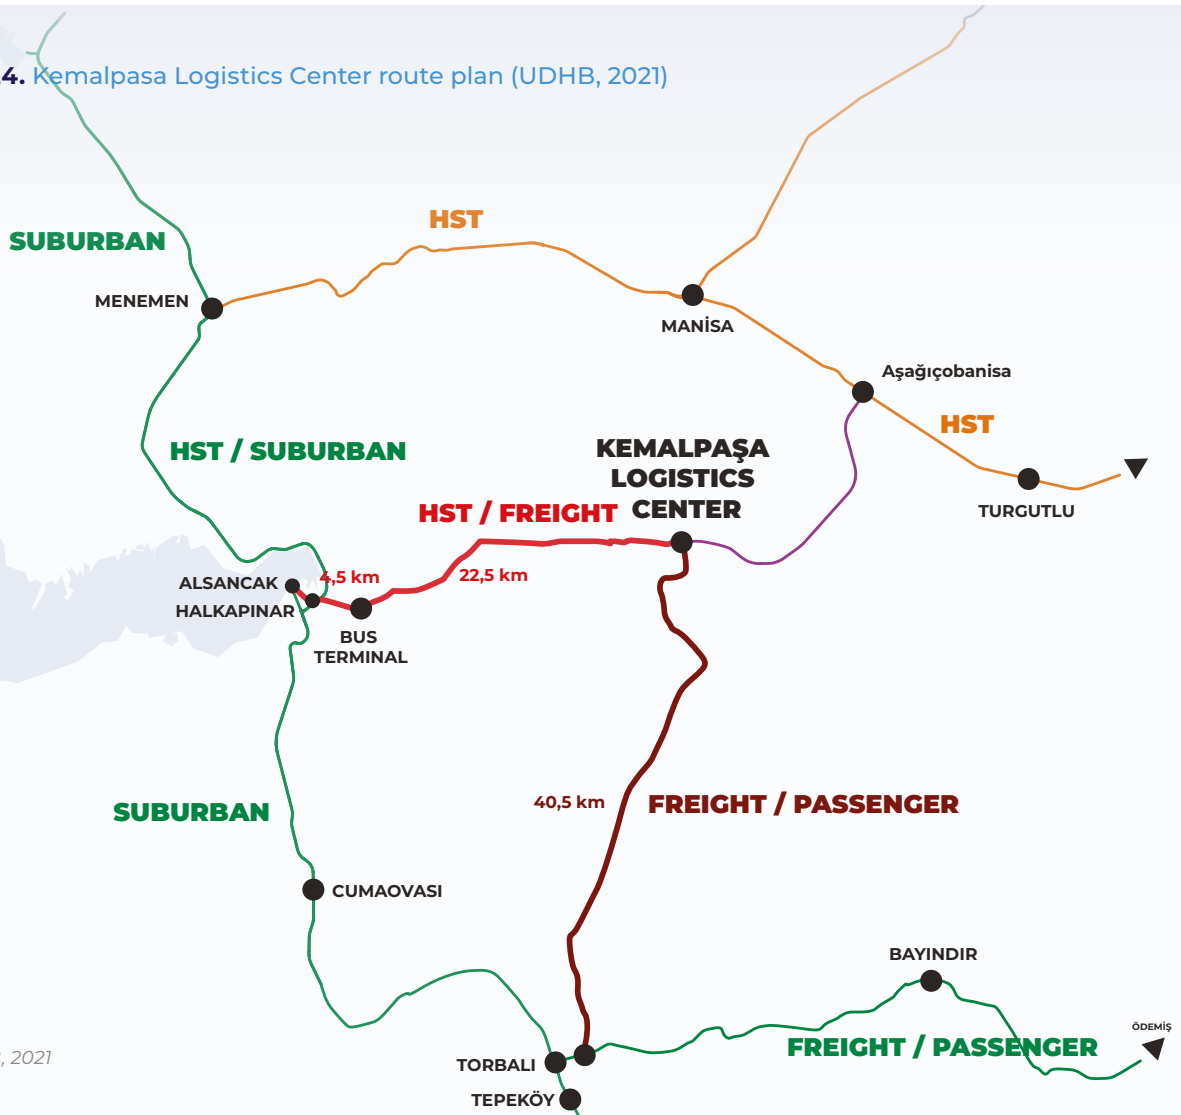 4. Kemalpasa Logistics Center route plan (UDHB, 2021)
HST
SUBURBAN
MENEMEN
MANİSA
Aşağıçobanisa
HST
HST / SUBURBAN
KEMALPAŞA
LOGISTICS
CENTER
HST / FREIGHT
TURGUTLU
4,5 km
22,5 km
ALSANCAK
HALKAPINAR
BUS
TERMINAL
40,5 km
FREIGHT / PASSENGER
SUBURBAN
CUMAOVASI
BAYINDIR
ÖDEMİŞ
FREIGHT / PASSENGER
, 2021
TORBALI
TEPEKÖY